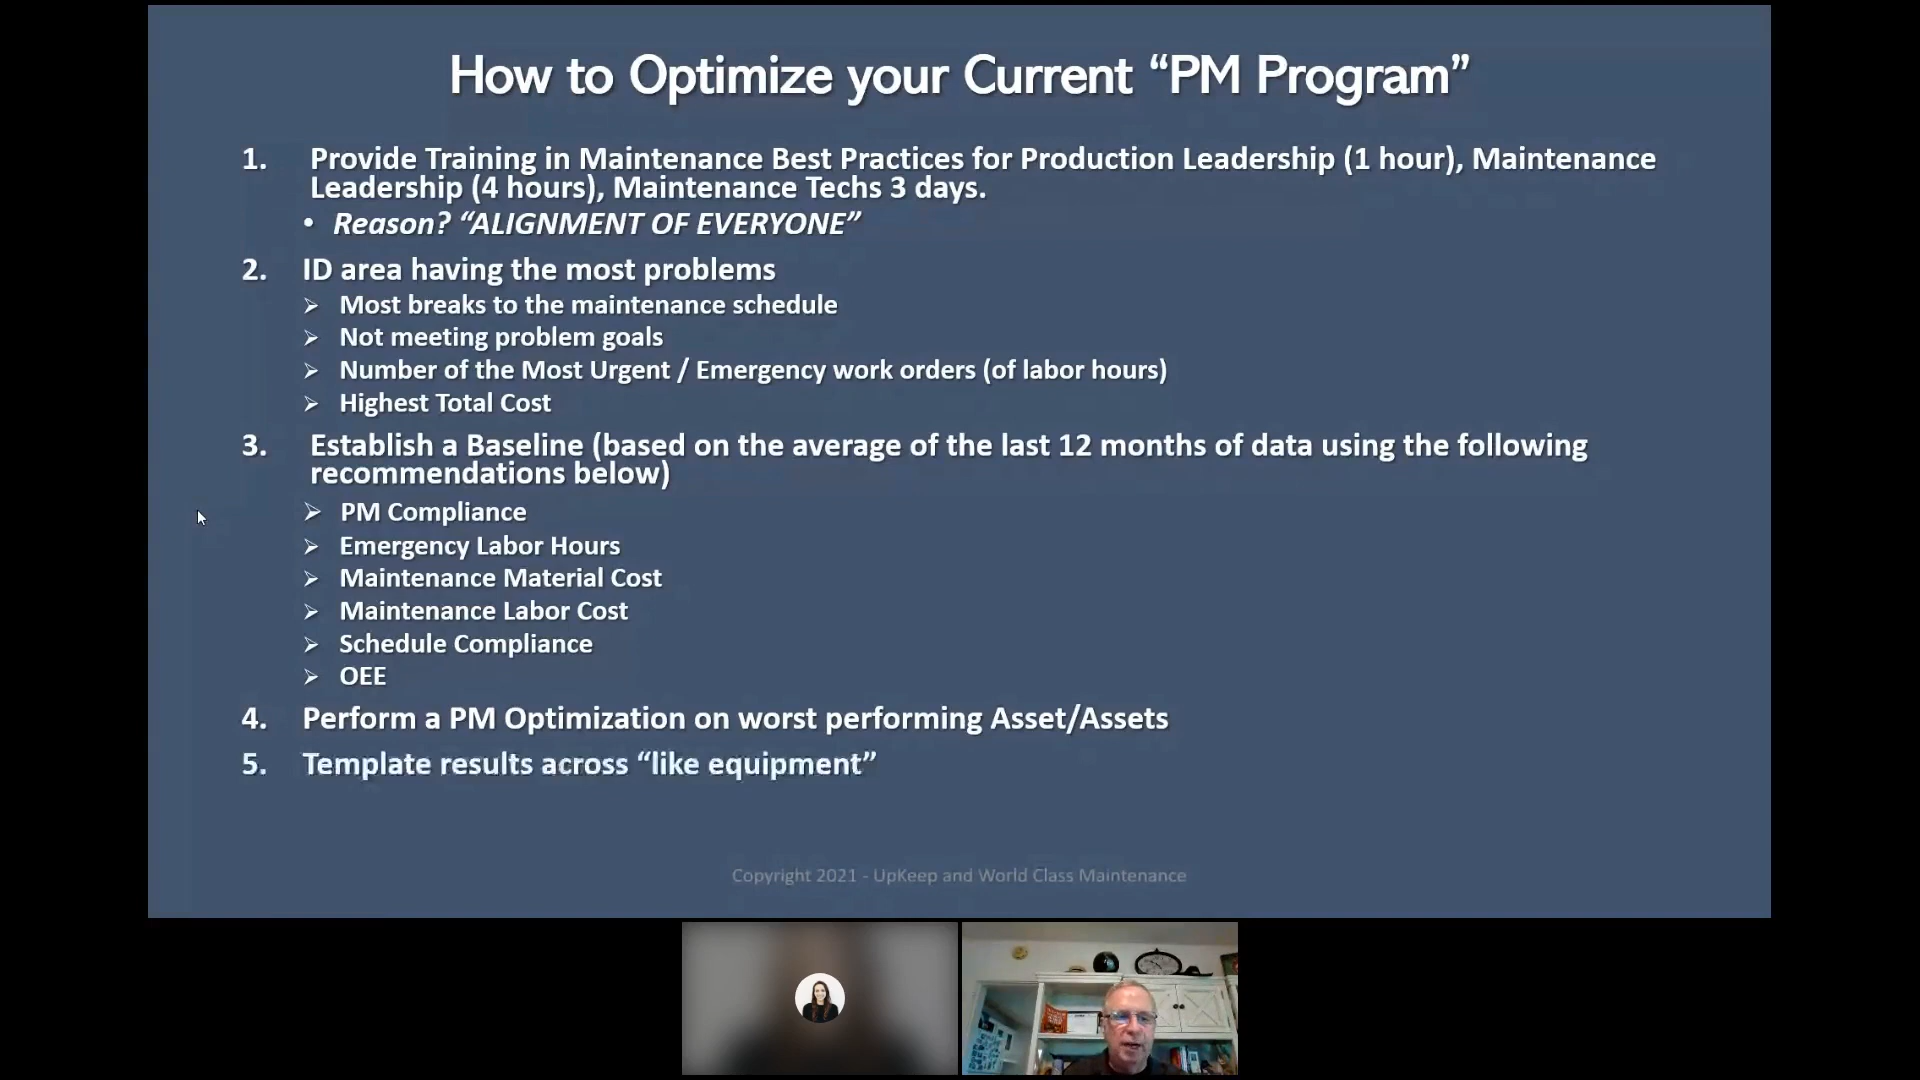 How to Optimize your Current “PM Program”
1. Provide Training in Maintenance Best Practices for Production Leadership (1 hour), Maintenance
Leadership (4 hours), Maintenance Techs 3 days.
• Reason? “ALIGNMENT OF EVERYONE”
2. ID area having the most problems
➢ Most breaks to the maintenance schedule
➢ Not meeting problem goals
➢ Number of the Most Urgent / Emergency work orders (of labor hours)
➢ Highest Total Cost
3. Establish a Baseline (based on the average of the last 12 months of data using the following
recommendations below)
➢ PM Compliance
➢ Emergency Labor Hours
➢ Maintenance Material Cost
➢ Maintenance Labor Cost
➢ Schedule Compliance
➢ OEE
4. Perform a PM Optimization on worst performing Asset/Assets
5. Template results across “like equipment”
Copyright 2021 - UpKeep and World Class Maintenance